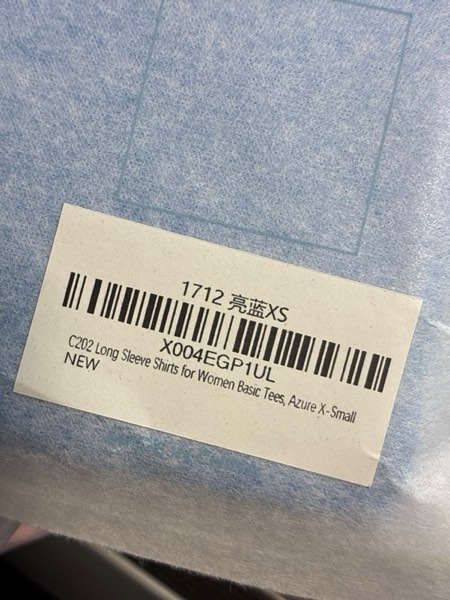 1712 亮蓝XS
X004EGP1UL
C202 Long Sleeve Shirts for Women Basic Tees, Azure X-Small
NEW